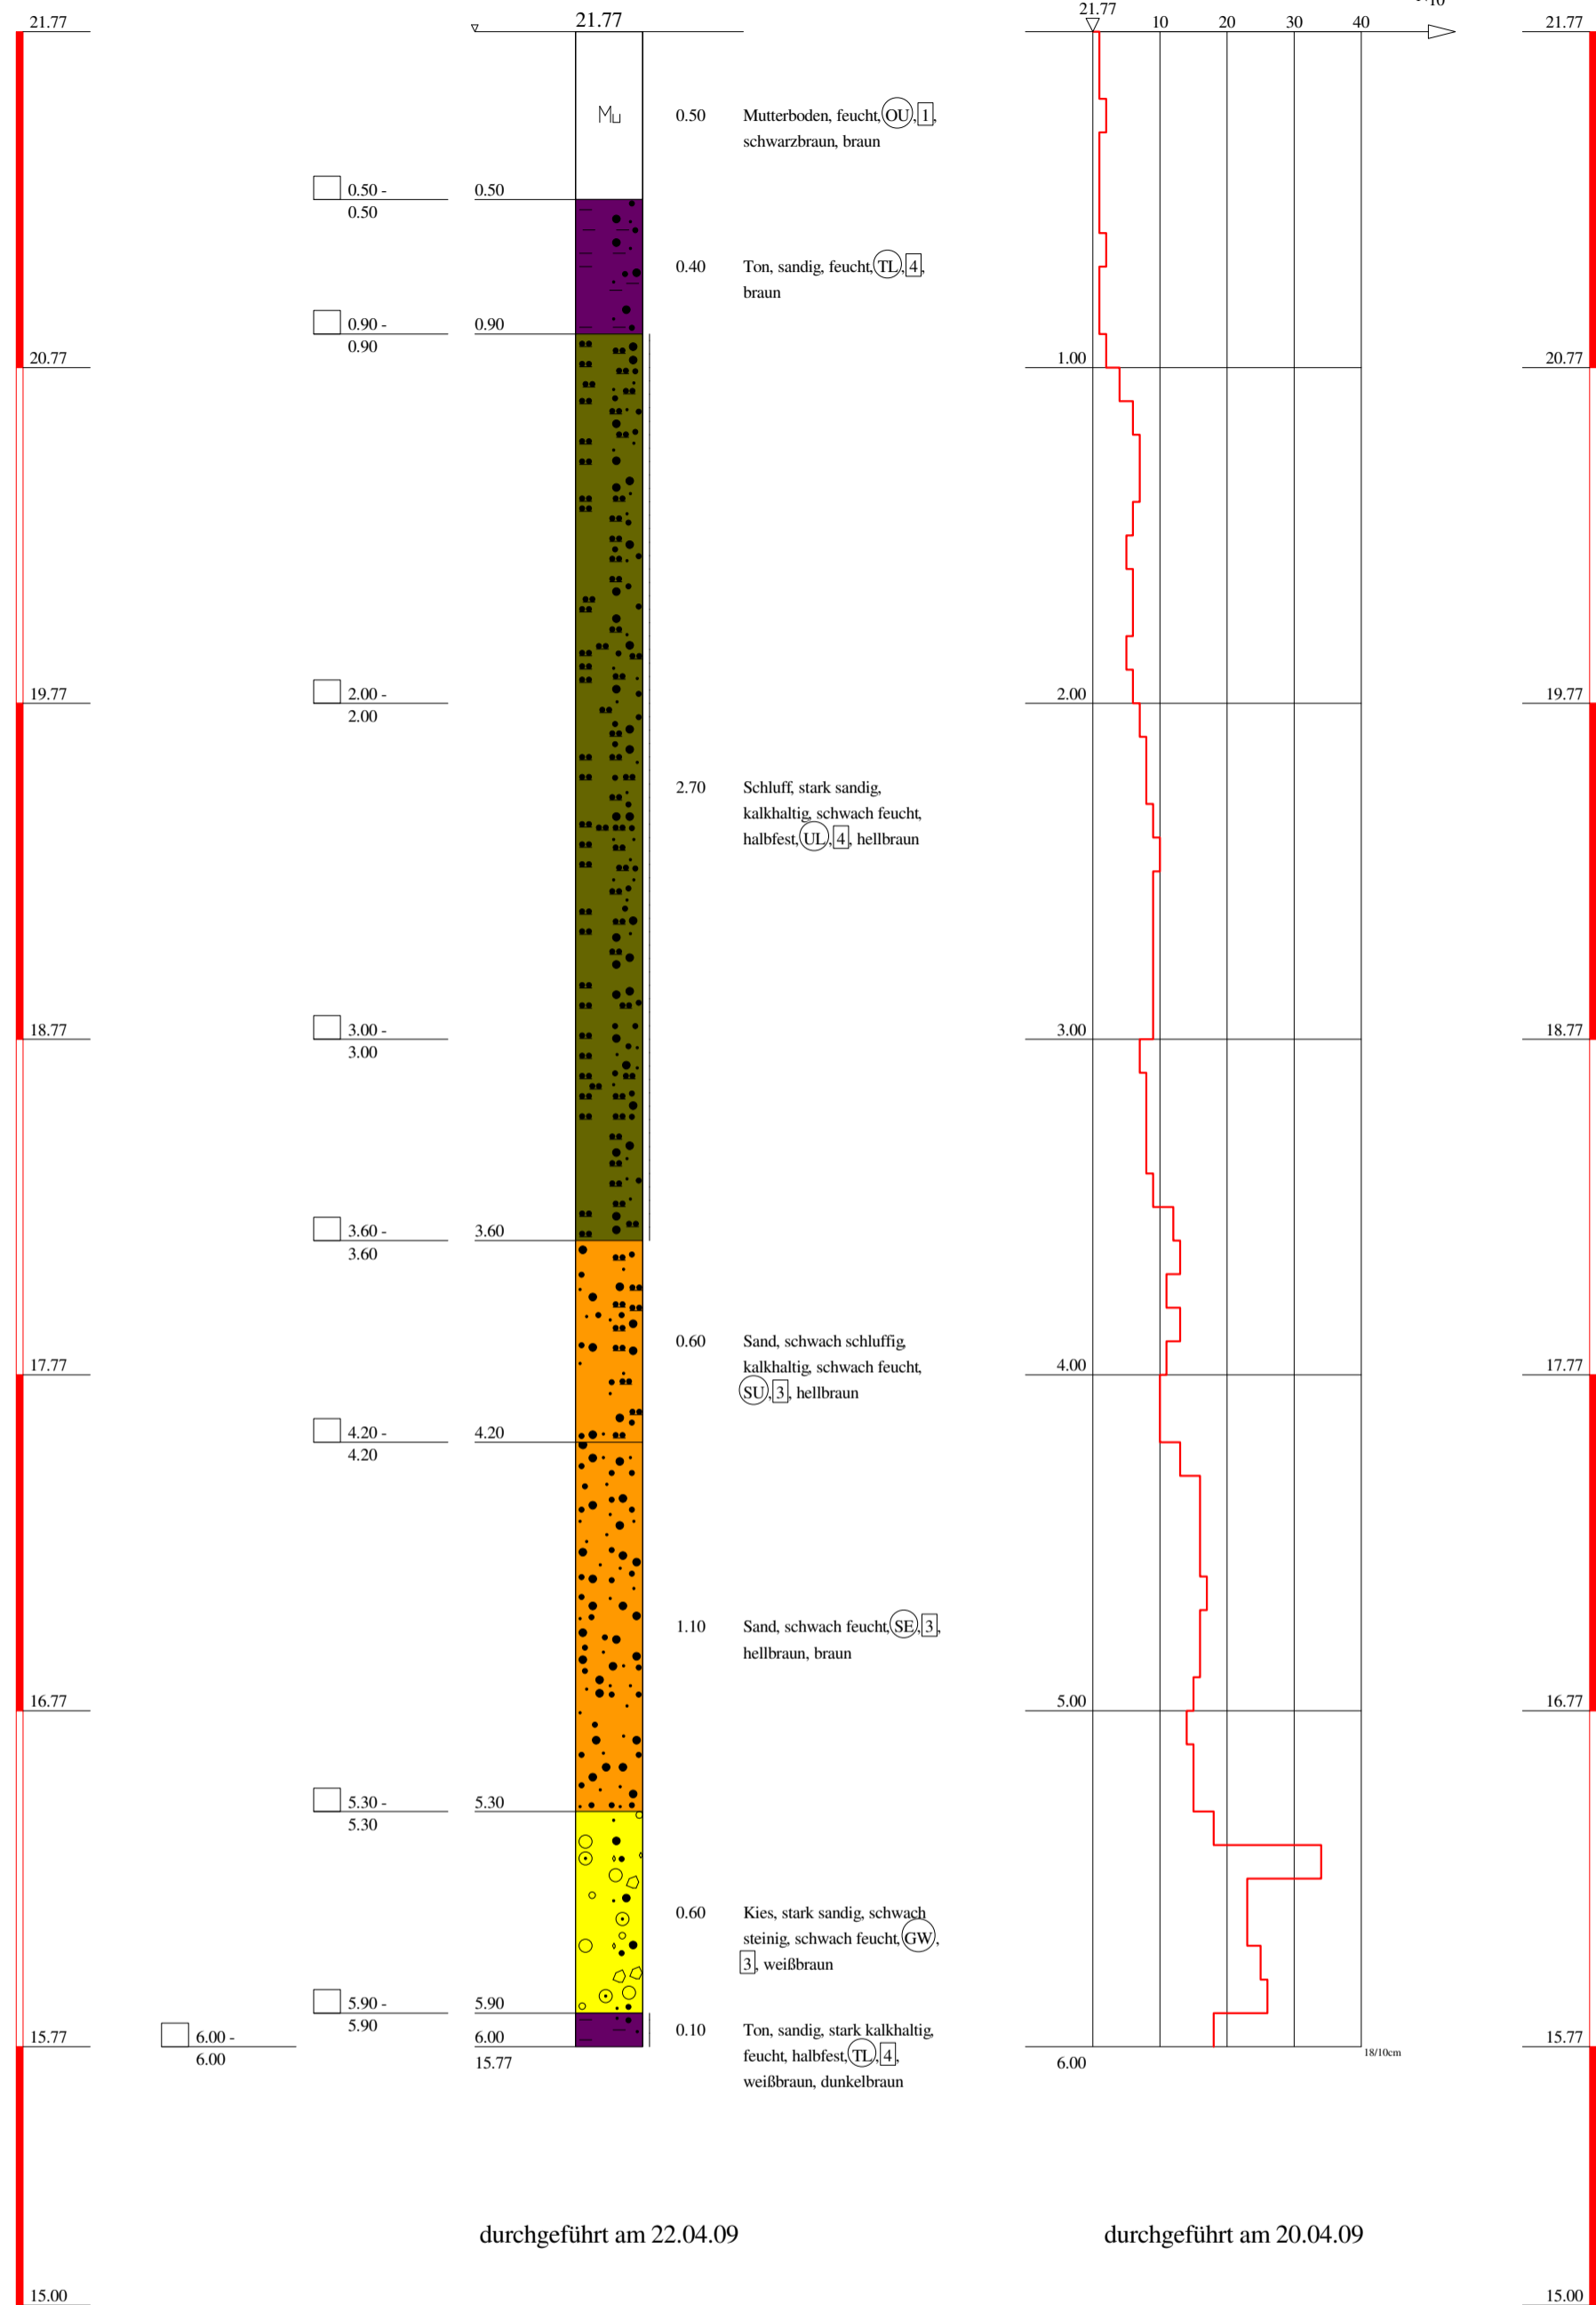 21.77
21.77
21.77
10
20
30
40
10
21.77
Mu
0.50
Mutterboden, feucht, OU, 1,
schwarzbraun, braun
0.50 -
0.50
0.50
0.40
Ton, sandig, feucht, TL, 4,
braun
0.90 -
0.90
0.90
20.77
1.00
20.77
19.77
2.00 -
2.00
2.00
19.77
2.70
Schluff, stark sandig,
kalkhaltig, schwach feucht,
halbfest, UL, 4, hellbraun
18.77
3.00 -
3.00
3.00
18.77
3.60 -
3.60
3.60
0.60
Sand, schwach schluffig,
kalkhaltig, schwach feucht,
SU, 3, hellbraun
17.77
4.00
17.77
4.20 -
4.20
4.20
1.10
Sand, schwach feucht, SE, 3,
hellbraun, braun
16.77
5.00
16.77
5.30 -
5.30
5.30
0.60
Kies, stark sandig, schwach
steinig, schwach feucht, GW,
3, weißbraun
5.90 -
5.90
5.90
0.10
Ton, sandig, stark kalkhaltig,
feucht, halbfest, TL, 4,
weißbraun, dunkelbraun
15.77
6.00 -
6.00
6.00
15.77
6.00
18/10cm
15.77
durchgeführt am 22.04.09
durchgeführt am 20.04.09
15.00
15.00